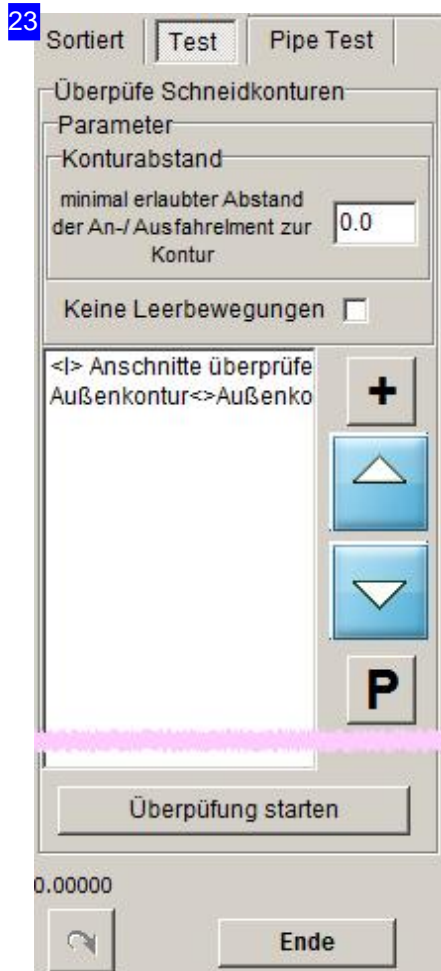 23
Sortiert Test Pipe Test
Überpüfe Schneidkonturen
Parameter
Konturabstand
minimal erlaubter Abstand
der An-/Ausfahrelment zur
Kontur
0.0
Keine Leerbewegungen
<I> Anschnitte überprüfe
Außenkontur<>Außenko
+
P
Überpüfung starten
0.00000
Ende